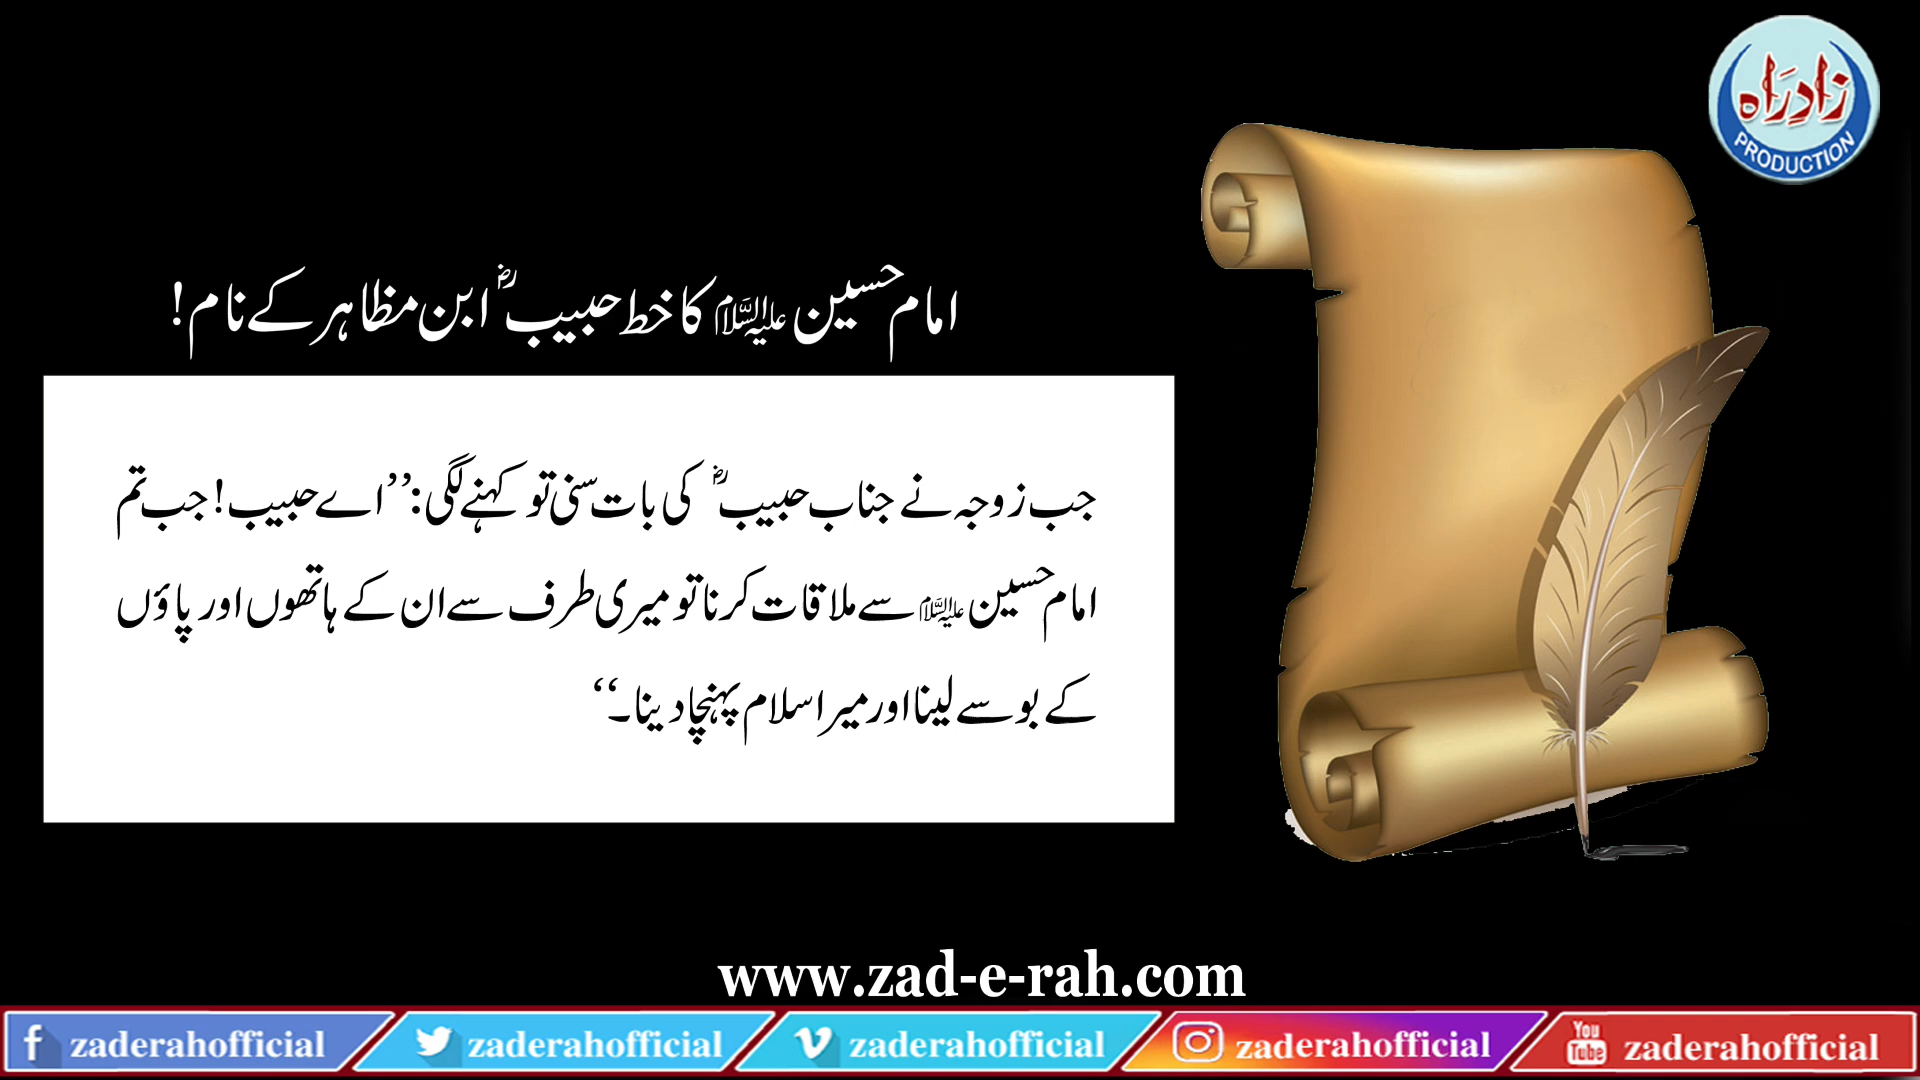 زادِرَاہ
PRODUCTION
امام حسین علیہ السلام کا خط حبیبؓ ابن مظاہر کے نام!
جب زوجہ نے جناب حبیبؓ کی بات سنی تو کہنے لگی: ’’اے حبیب! جب تم
امام حسین علیہ السلام سے ملاقات کرنا تو میری طرف سے ان کے ہاتھوں اور پاؤں
کے بوسے لینا اور میرا سلام پہنچا دینا۔‘‘
www.zad-e-rah.com
zaderahofficial
zaderahofficial
zaderahofficial
zaderahofficial
You Tube zaderahofficial